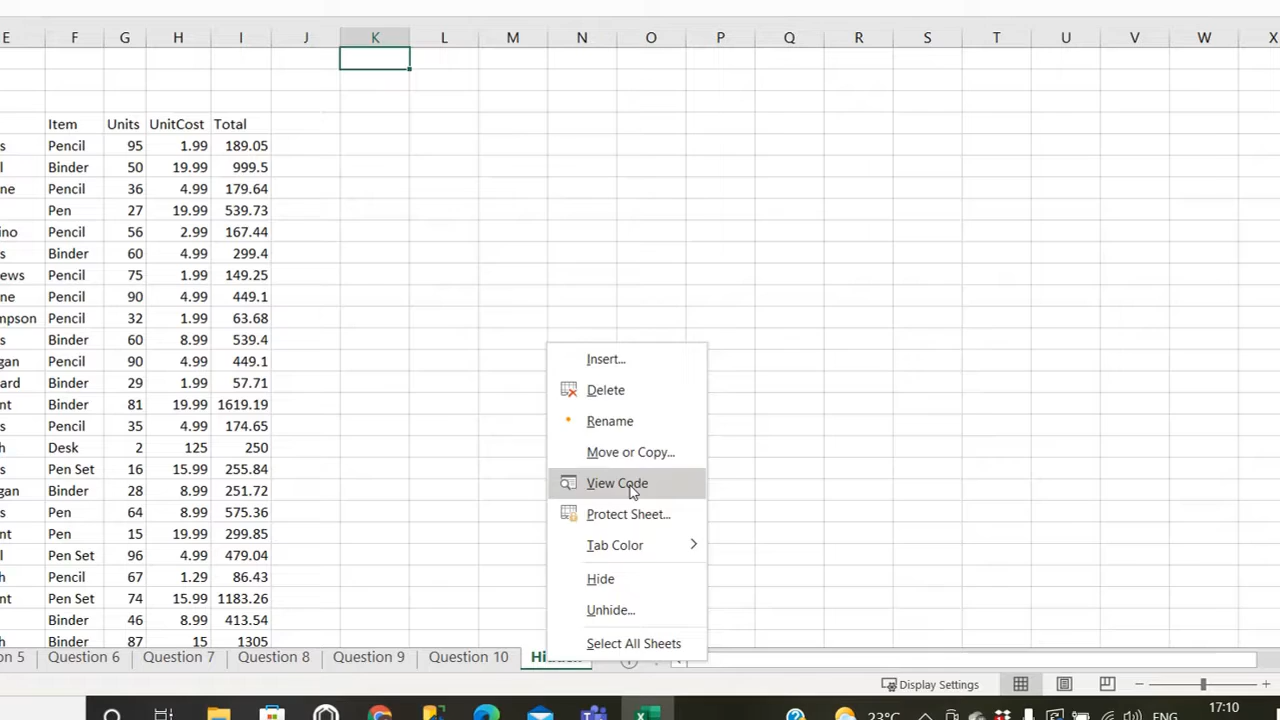 E F G H I J K L M N O P Q R S T U V W X
Item Units UnitCost Total
s Pencil 95 1.99 189.05
l Binder 50 19.99 999.5
ne Pencil 36 4.99 179.64
Pen 27 19.99 539.73
ino Pencil 56 2.99 167.44
s Binder 60 4.99 299.4
ews Pencil 75 1.99 149.25
ne Pencil 90 4.99 449.1
mpson Pencil 32 1.99 63.68
s Binder 60 8.99 539.4
gan Pencil 90 4.99 449.1
ard Binder 29 1.99 57.71
nt Binder 81 19.99 1619.19
s Pencil 35 4.99 174.65
h Desk 2 125 250
s Pen Set 16 15.99 255.84
gan Binder 28 8.99 251.72
s Pen 64 8.99 575.36
nt Pen 15 19.99 299.85
l Pen Set 96 4.99 479.04
h Pencil 67 1.29 86.43
nt Pen Set 74 15.99 1183.26
Binder 46 8.99 413.54
h Binder 87 15 1305
Insert...
Delete
Rename
Move or Copy...
View Code
Protect Sheet...
Tab Color
Hide
Unhide...
Select All Sheets
on 5 Question 6 Question 7 Question 8 Question 9 Question 10
Display Settings
23°C ENG 17:10